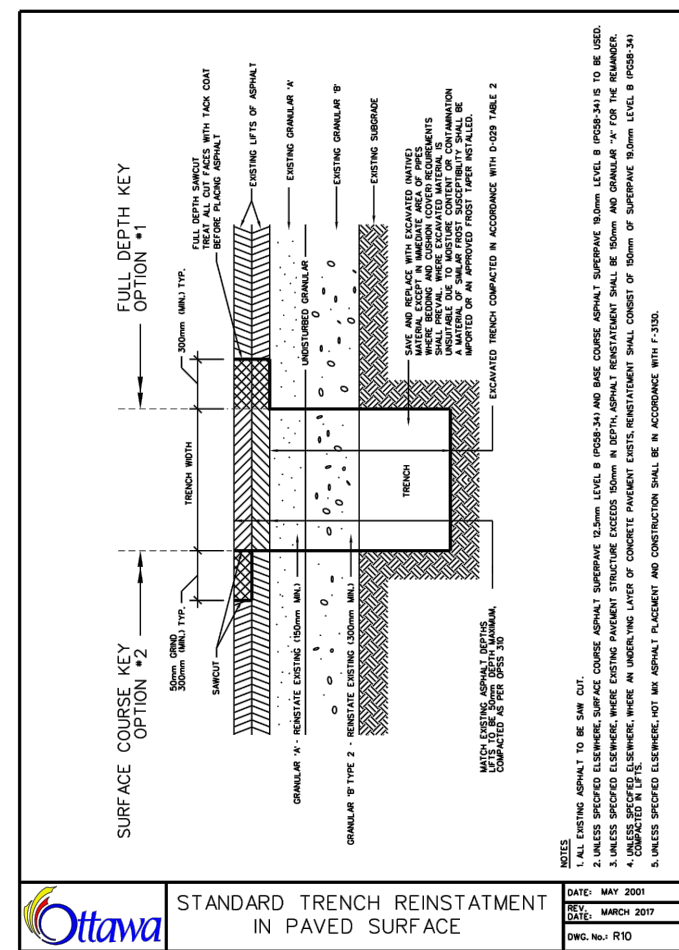 SURFACE COURSE KEY
OPTION #2
FULL DEPTH KEY
OPTION #1
50mm GRIND
300mm (MIN.) TYP.
SAWCUT
TRENCH WIDTH
300mm (MIN.) TYP.
FULL DEPTH SAWCUT
TREAT ALL CUT FACES WITH TACK COAT
BEFORE PLACING ASPHALT
EXISTING LIFTS OF ASPHALT
EXISTING GRANULAR 'A'
UNDISTURBED GRANULAR
EXISTING GRANULAR 'B'
EXISTING SUBGRADE
GRANULAR 'A' - REINSTATE EXISTING (150mm MIN.)
GRANULAR 'B' TYPE 2 - REINSTATE EXISTING (300mm MIN.)
TRENCH
SAVE AND REPLACE WITH EXCAVATED (NATIVE)
MATERIAL EXCEPT IN IMMEDIATE AREA OF PIPES
WHERE BEDDING AND CUSHION (COVER) REQUIREMENTS
SHALL PREVAIL. WHERE EXCAVATED MATERIAL IS
UNSUITABLE DUE TO MOISTURE CONTENT OR CONTAMINATION
A MATERIAL OF SIMILAR FROST SUSCEPTIBILITY SHALL BE
IMPORTED OR AN APPROVED FROST TAPER INSTALLED.
MATCH EXISTING ASPHALT DEPTHS
LIFTS TO BE 50mm DEPTH MAXIMUM,
COMPACTED AS PER OPSS 310
EXCAVATED TRENCH COMPACTED IN ACCORDANCE WITH D-029 TABLE 2
NOTES
1. ALL EXISTING ASPHALT TO BE SAW CUT.
2. UNLESS SPECIFIED ELSEWHERE, SURFACE COURSE ASPHALT SUPERPAVE 12.5mm LEVEL B (PG58-34) AND BASE COURSE ASPHALT SUPERPAVE 19.0mm LEVEL B (PG58-34) IS TO BE USED.
3. UNLESS SPECIFIED ELSEWHERE, WHERE EXISTING PAVEMENT STRUCTURE EXCEEDS 150mm IN DEPTH, ASPHALT REINSTATEMENT SHALL BE 150mm AND GRANULAR "A" FOR THE REMAINDER.
4. UNLESS SPECIFIED ELSEWHERE, WHERE AN UNDERLYING LAYER OF CONCRETE PAVEMENT EXISTS, REINSTATEMENT SHALL CONSIST OF 150mm OF SUPERPAVE 19.0mm LEVEL B (PG58-34)
COMPACTED IN LIFTS.
5. UNLESS SPECIFIED ELSEWHERE, HOT MIX ASPHALT PLACEMENT AND CONSTRUCTION SHALL BE IN ACCORDANCE WITH F-3130.
Ottawa
STANDARD TRENCH REINSTATMENT
IN PAVED SURFACE
DATE: MAY 2001
REV. DATE: MARCH 2017
DWG. No.: R10